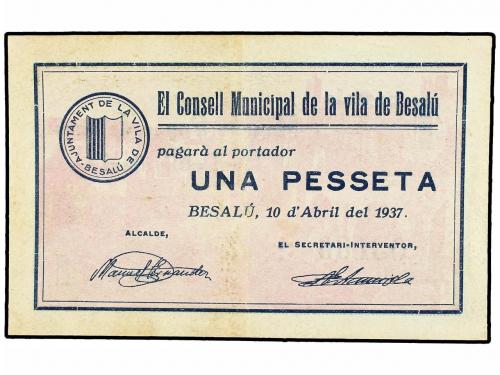 El Consell Municipal de la vila de Besalú
AJUNTAMENT DE LA VILA DE
BESALÚ
pagarà al portador
UNA PESSETA
BESALÚ, 10 d'Abril del 1937.
ALCALDE,
EL SECRETARI-INTERVENTOR,